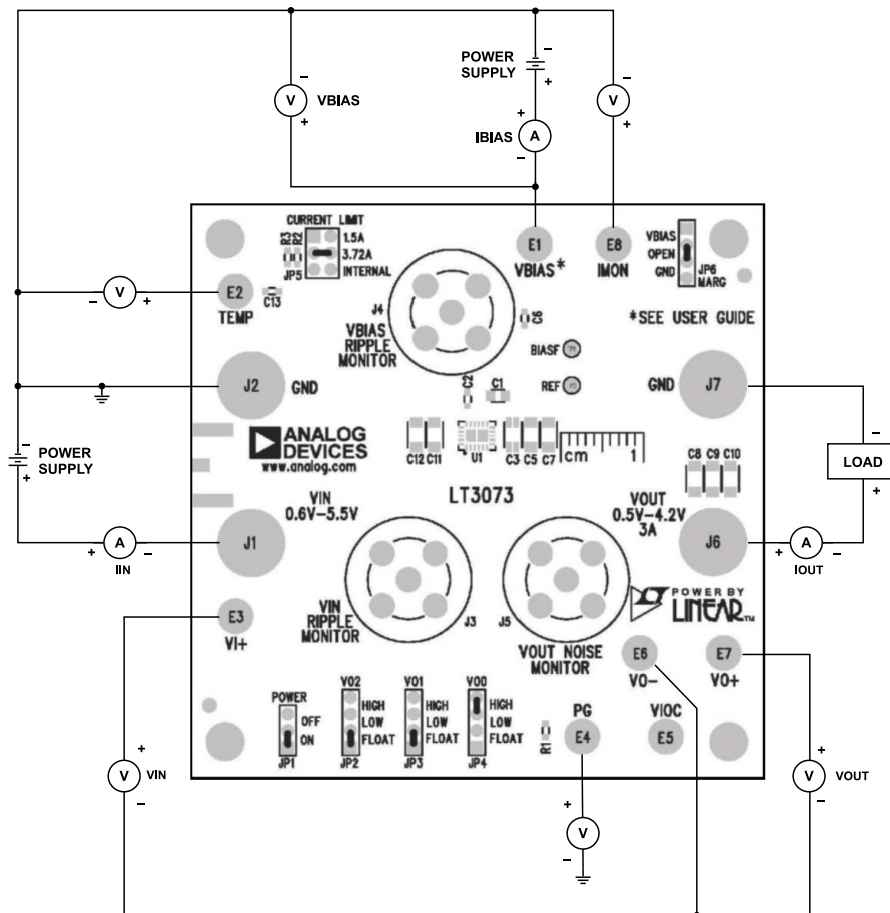 POWER
SUPPLY
−
+
−
V
VBIAS
+
+
IBIAS
A
−
−
V
+
CURRENT LIMIT
1.5A
3.72A
INTERNAL
R3
R2
JP5
E1
VBIAS*
E8
IMON
VBIAS
OPEN
GND
JP6
MARG
−
V
+
E2
TEMP
C13
J4
VBIAS
RIPPLE
MONITOR
C6
*SEE USER GUIDE
BIASF
REF
J2
GND
GND
J7
C2
C1
−
POWER
SUPPLY
+
ANALOG
DEVICES
www.analog.com
C12
C11
U1
C3
C5
C7
cm
1
C8
C9
C10
−
LOAD
+
VIN
0.6V-5.5V
LT3073
VOUT
0.5V-4.2V
3A
+
A
−
IIN
J1
J6
+
A
−
IOUT
E3
VI+
VIN
RIPPLE
MONITOR
J3
J5
VOUT NOISE
MONITOR
POWER BY
LINEAR™
E6
VO-
E7
VO+
POWER
OFF
ON
JP1
VO2
HIGH
LOW
FLOAT
JP2
VO1
HIGH
LOW
FLOAT
JP3
VO0
HIGH
LOW
FLOAT
JP4
R1
PG
E4
VIOC
E5
+
V
VIN
−
+
V
−
+
V
VOUT
−